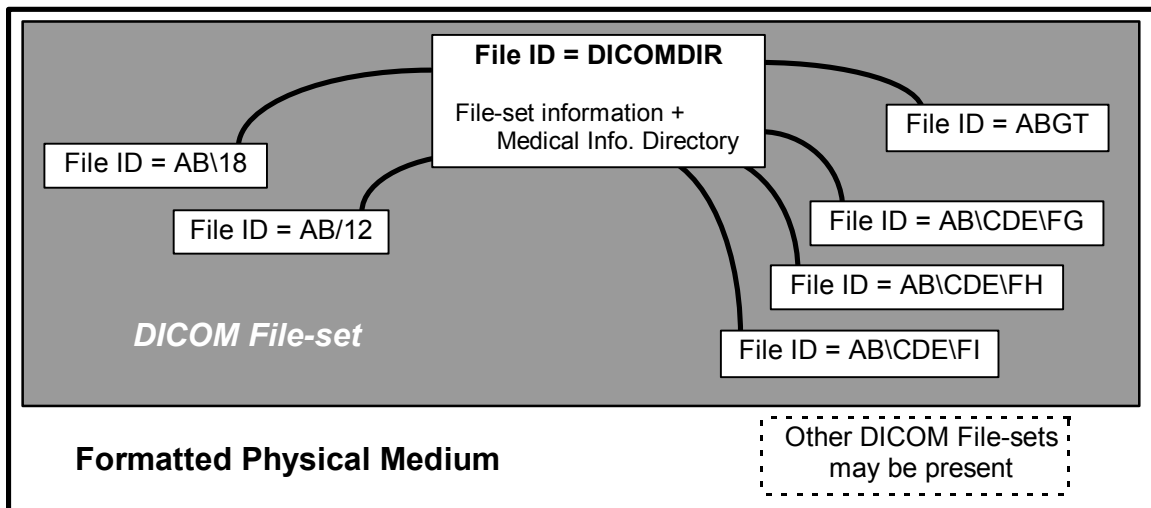 File ID = DICOMDIR
File-set information +
Medical Info. Directory
File ID = ABGT
File ID = AB\18
File ID = AB/12
File ID = AB\CDE\FG
File ID = AB\CDE\FH
File ID = AB\CDE\FI
DICOM File-set
Formatted Physical Medium
Other DICOM File-sets
may be present